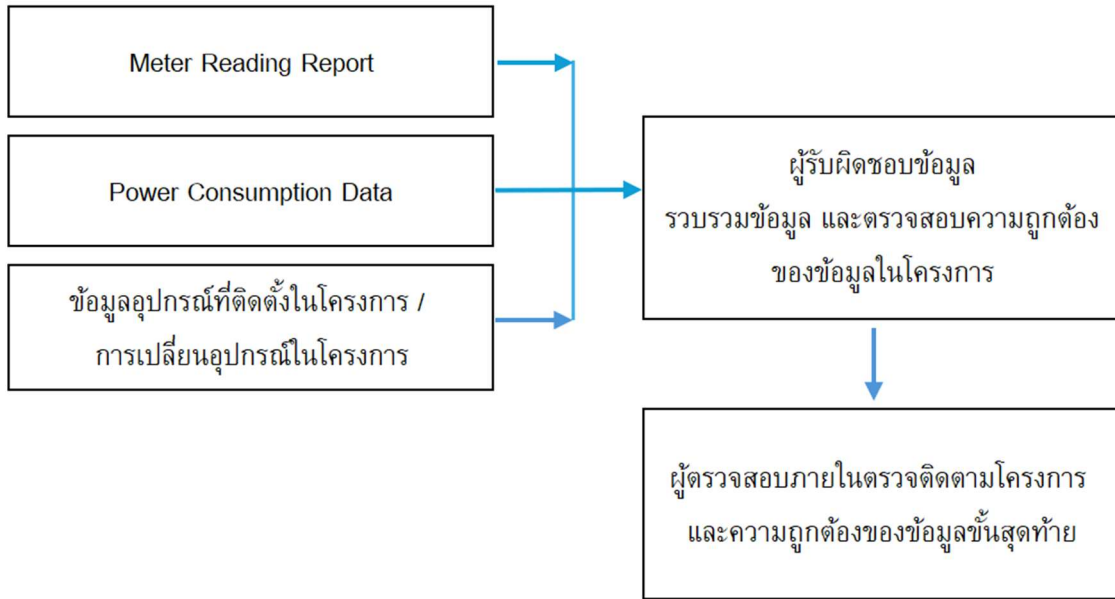 Meter Reading Report
Power Consumption Data
ข้อมูลอุปกรณ์ที่ติดตั้งในโครงการ /
การเปลี่ยนอุปกรณ์ในโครงการ
ผู้รับผิดชอบข้อมูล
รวบรวมข้อมูล และตรวจสอบความถูกต้อง
ของข้อมูลในโครงการ
ผู้ตรวจสอบภายในตรวจติดตามโครงการ
และความถูกต้องของข้อมูลขั้นสุดท้าย